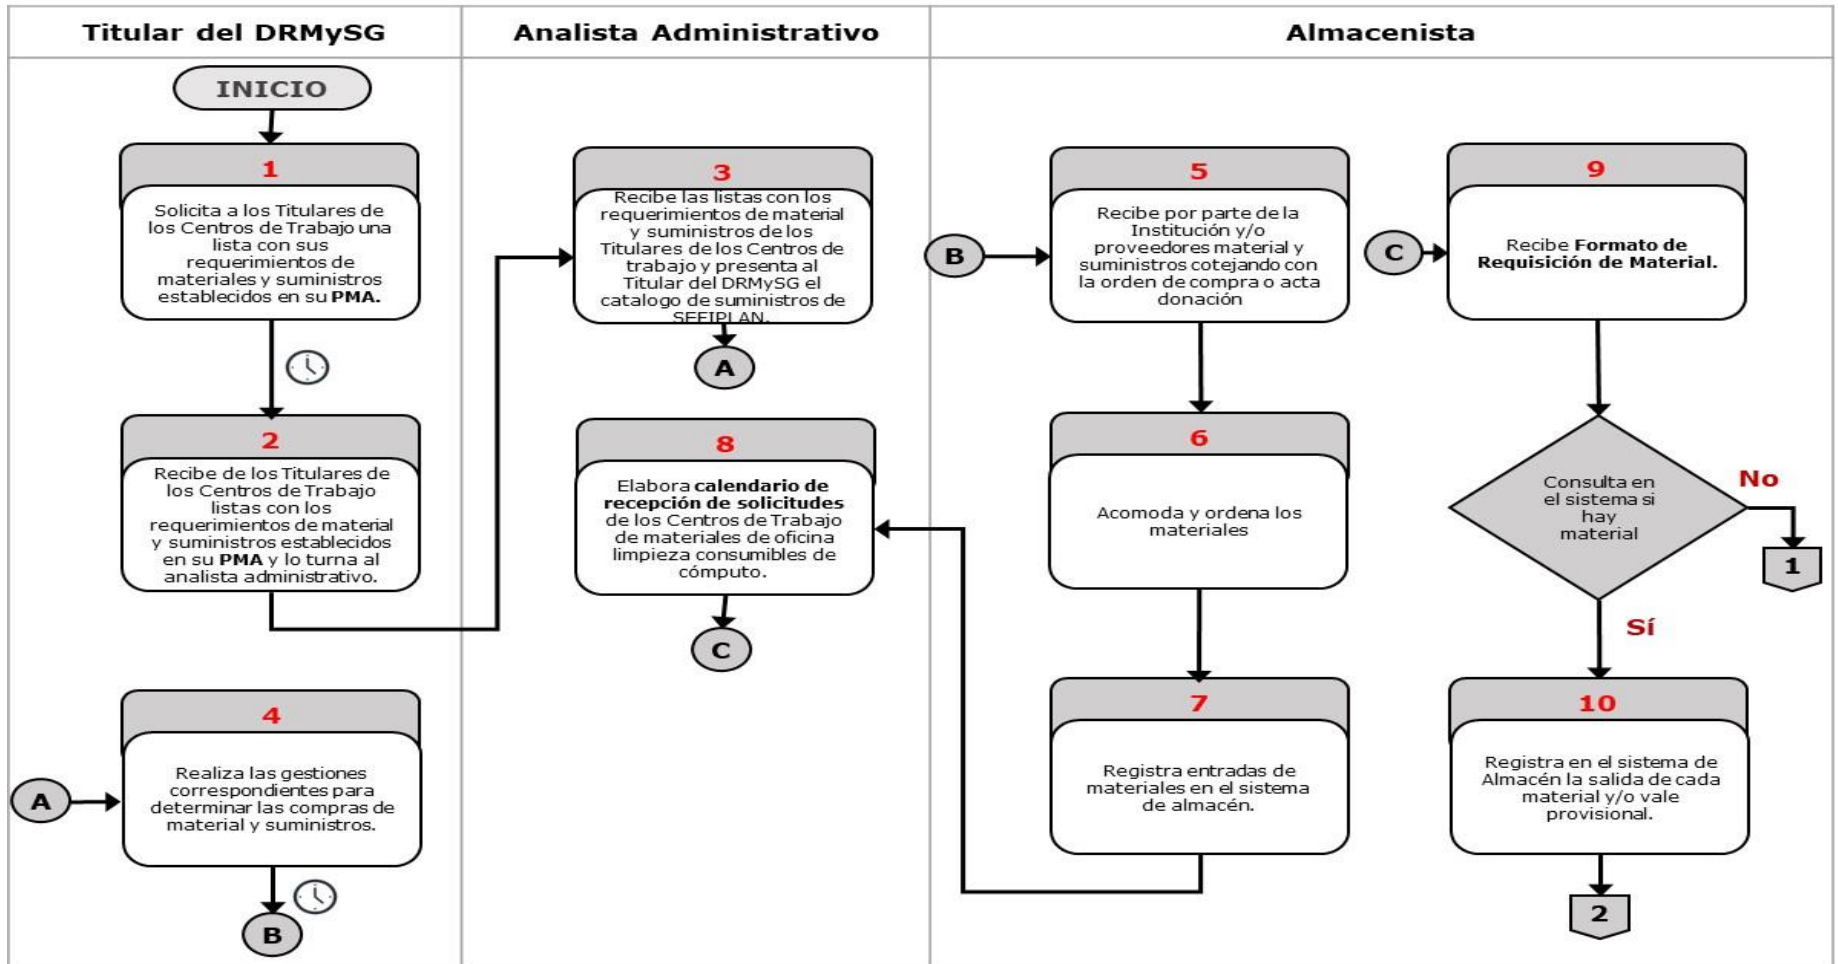 Titular del DRMySG
Analista Administrativo
Almacenista
INICIO
1
Solicita a los Titulares de
los Centros de Trabajo una
lista con sus
requerimientos de
materiales y suministros
establecidos en su PMA.
2
Recibe de los Titulares de
los Centros de Trabajo
listas con los
requerimientos de material
y suministros establecidos
en su PMA y lo turna al
analista administrativo.
4
A
Realiza las gestiones
correspondientes para
determinar las compras de
material y suministros.
B
3
Recibe las listas con los
requerimientos de material
y suministros de los
Titulares de los Centros de
trabajo y presenta al
Titular del DRMySG el
catalogo de suministros de
SEFIPLAN.
A
8
Elabora calendario de
recepción de solicitudes
de los Centros de Trabajo
de materiales de oficina
limpieza consumibles de
cómputo.
C
B
5
Recibe por parte de la
Institución y/o
proveedores material y
suministros cotejando con
la orden de compra o acta
donación
6
Acomoda y ordena los
materiales
7
Registra entradas de
materiales en el sistema
de almacén.
C
9
Recibe Formato de
Requisición de Material.
Consulta en
el sistema si
hay
material
No
1
Sí
10
Registra en el sistema de
Almacén la salida de cada
material y/o vale
provisional.
2